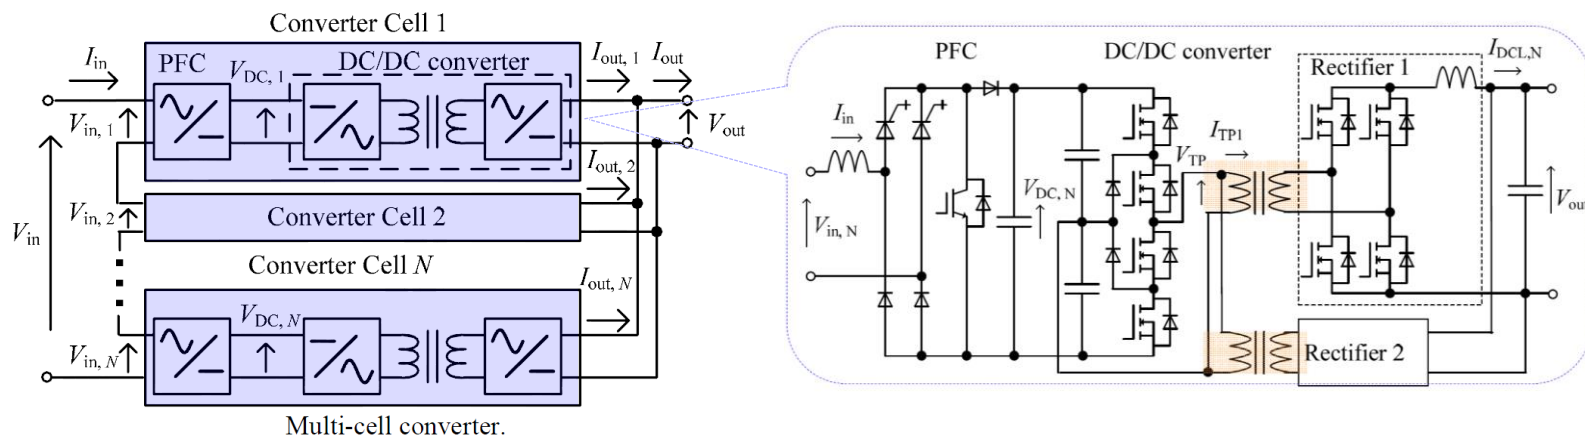 Converter Cell 1
PFC
DC/DC converter
I_in
V_DC, 1
I_out, 1
I_out
V_in, 1
V_out
I_out, 2
V_in, 2
Converter Cell 2
V_in
Converter Cell N
I_out, N
V_DC, N
V_in, N
Multi-cell converter.
PFC
DC/DC converter
I_DCL,N
Rectifier 1
I_in
I_TP1
V_TP
V_DC, N
V_in, N
V_out
Rectifier 2